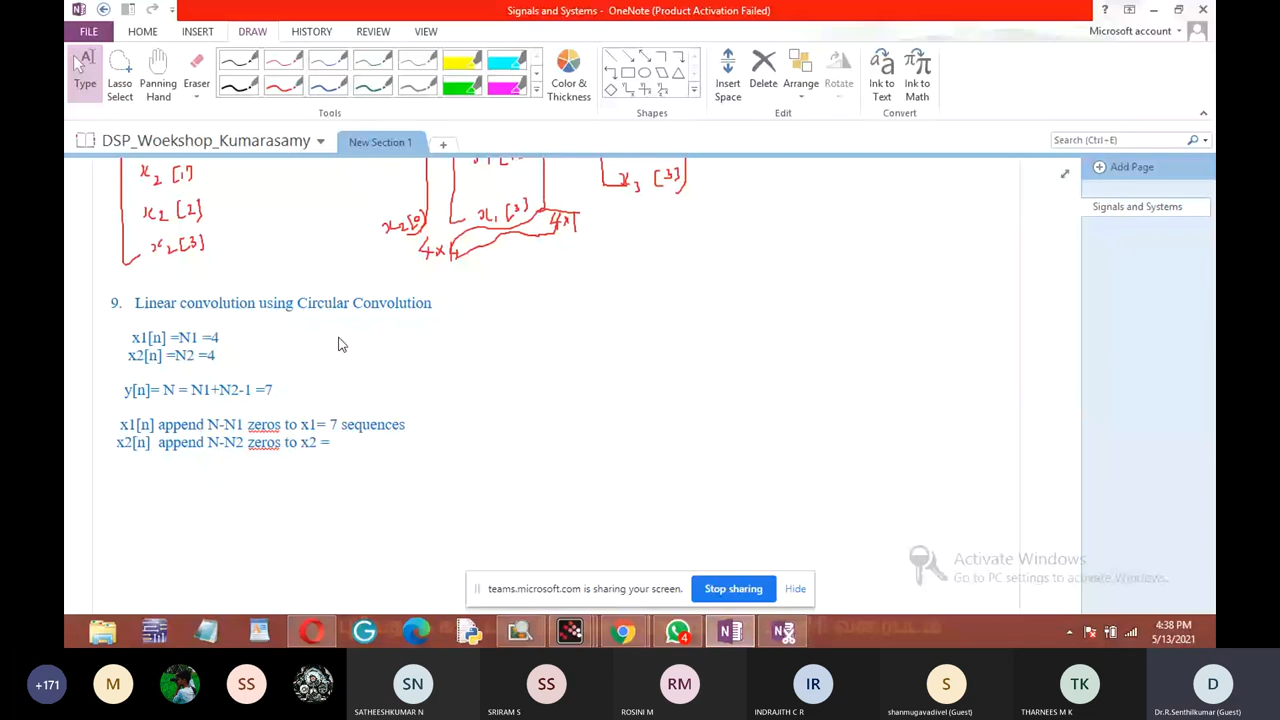 Signals and Systems - OneNote (Product Activation Failed)
FILE HOME INSERT DRAW HISTORY REVIEW VIEW
Microsoft account
Type
Lasso Select
Panning Hand
Eraser
Color & Thickness
Insert Space
Delete
Arrange
Rotate
Ink to Text
Ink to Math
Tools
Shapes
Edit
Convert
DSP_Woekshop_Kumarasamy
New Section 1
Search (Ctrl+E)
Add Page
Signals and Systems
x2 [1]
x3 [3]
x2 [2]
x2[0]
x1 [3]
4x1
x2[3]
4x4
9. Linear convolution using Circular Convolution
x1[n] =N1 =4
x2[n] =N2 =4
y[n]= N = N1+N2-1 =7
x1[n] append N-N1 zeros to x1= 7 sequences
x2[n] append N-N2 zeros to x2 =
Activate Windows
Go to PC settings to activate Windows.
teams.microsoft.com is sharing your screen.
Stop sharing
Hide
4
4:38 PM
5/13/2021
+171
M
SS
SN
SS
RM
IR
S
TK
D
SATHEESHKUMAR N
SRIRAM S
ROSINI M
INDRAJITH C R
shanmugavadivel (Guest)
THARNEES M K
Dr.R.Senthilkumar (Guest)